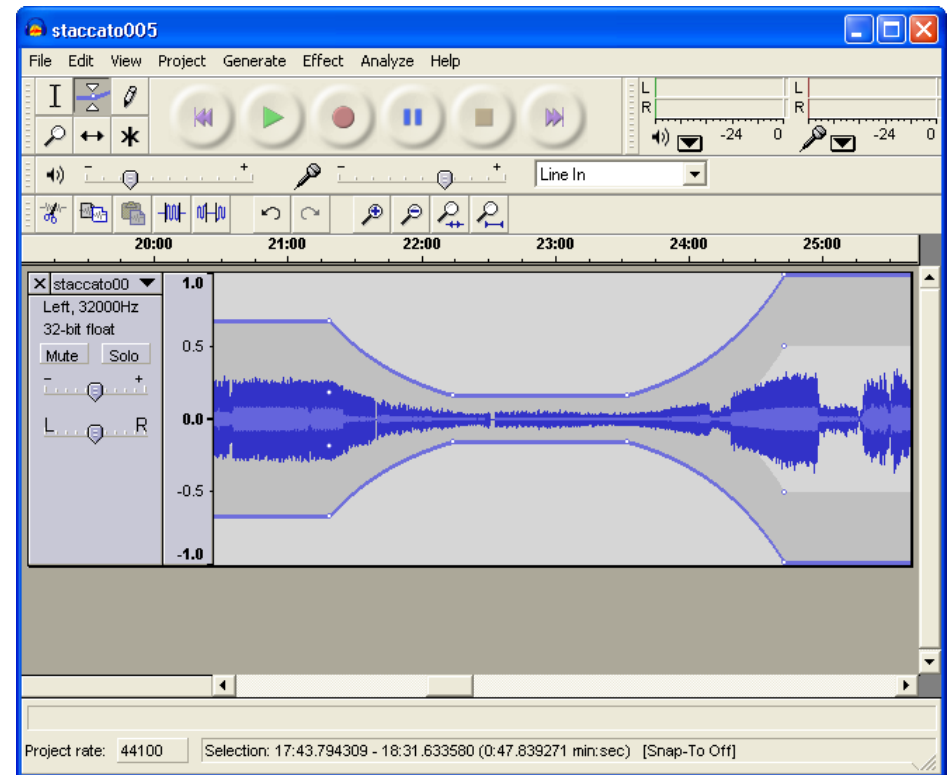 staccato005
File Edit View Project Generate Effect Analyze Help
L L
R R
-24 0 -24 0
- + - + Line In
20:00 21:00 22:00 23:00 24:00 25:00
staccato00 1.0
Left, 32000Hz
32-bit float
0.5
Mute Solo
- +
0.0
L R
-0.5
-1.0
Project rate: 44100 Selection: 17:43.794309 - 18:31.633580 (0:47.839271 min:sec) [Snap-To Off]